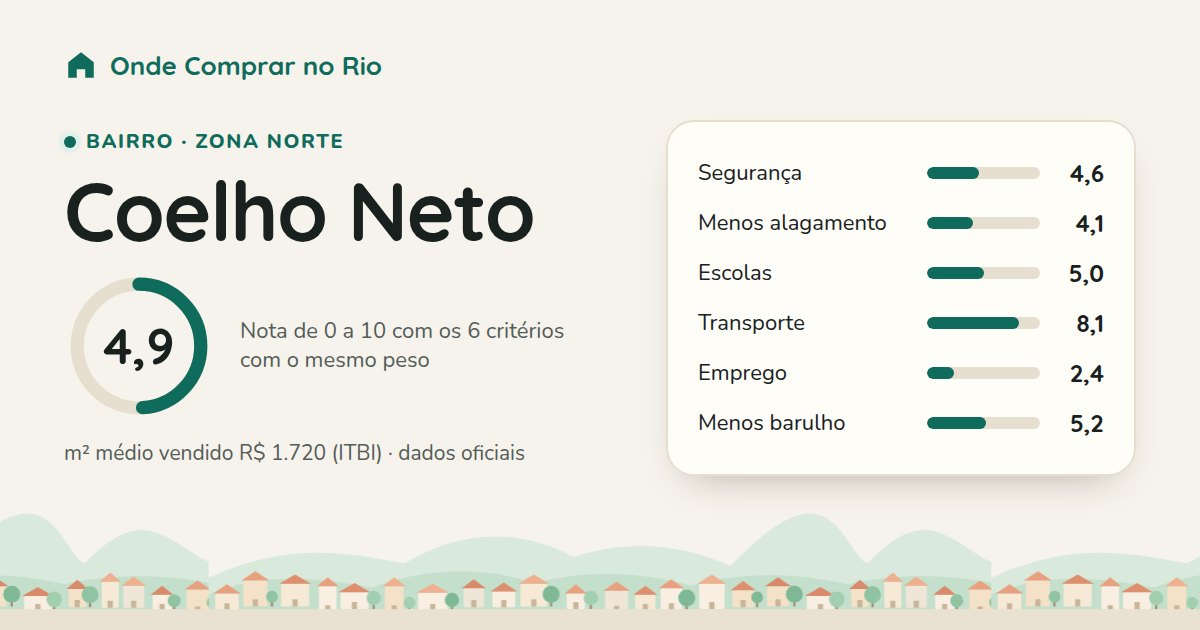 Onde Comprar no Rio
BAIRRO · ZONA NORTE
Coelho Neto
4,9
Nota de 0 a 10 com os 6 critérios
com o mesmo peso
m² médio vendido R$ 1.720 (ITBI) · dados oficiais
Segurança 4,6
Menos alagamento 4,1
Escolas 5,0
Transporte 8,1
Emprego 2,4
Menos barulho 5,2